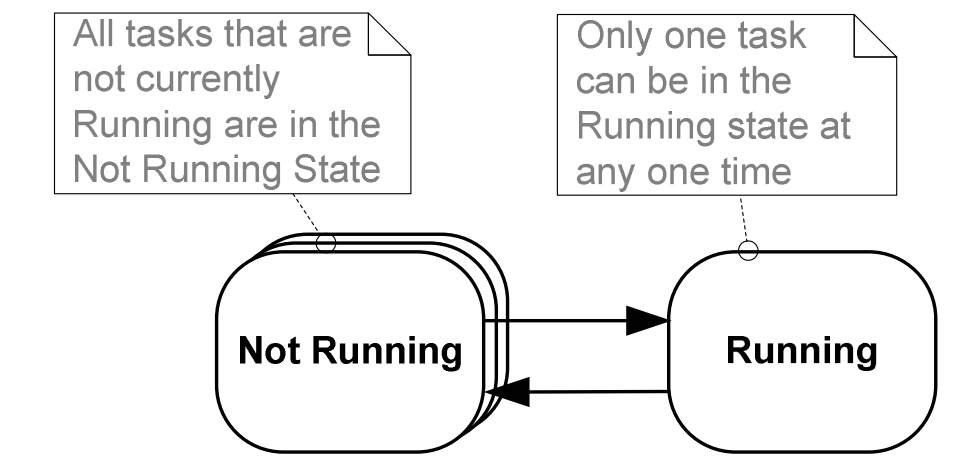 All tasks that are
not currently
Running are in the
Not Running State
Only one task
can be in the
Running state at
any one time
Not Running
Running